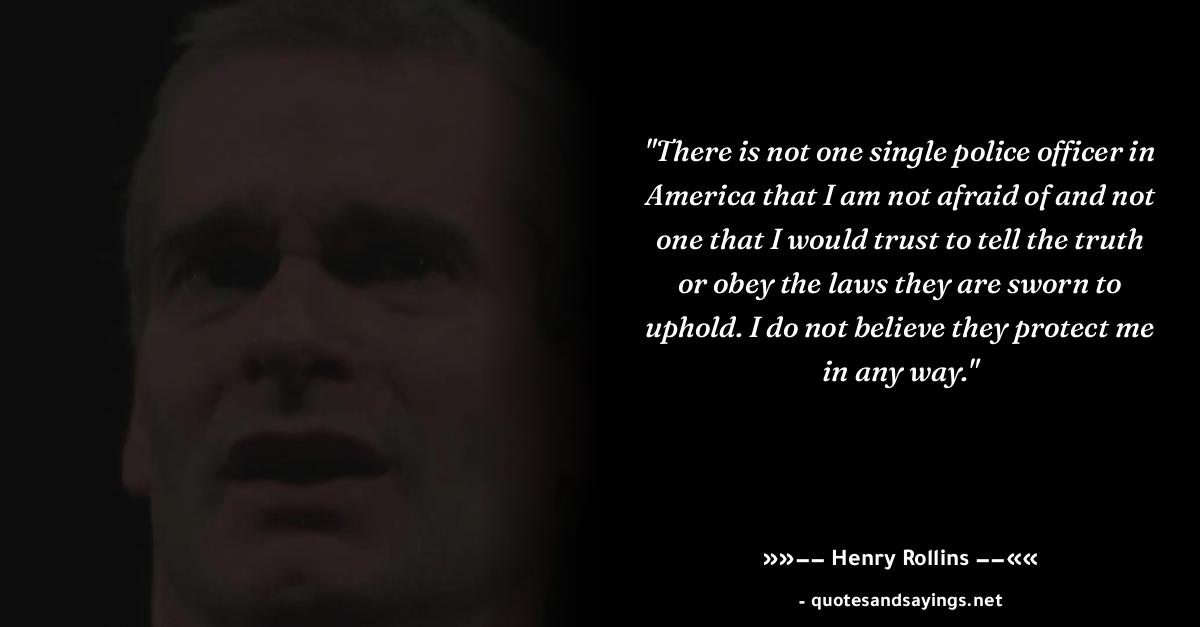 "There is not one single police officer in
America that I am not afraid of and not
one that I would trust to tell the truth
or obey the laws they are sworn to
uphold. I do not believe they protect me
in any way."
»»−− Henry Rollins −−««
- quotesandsayings.net